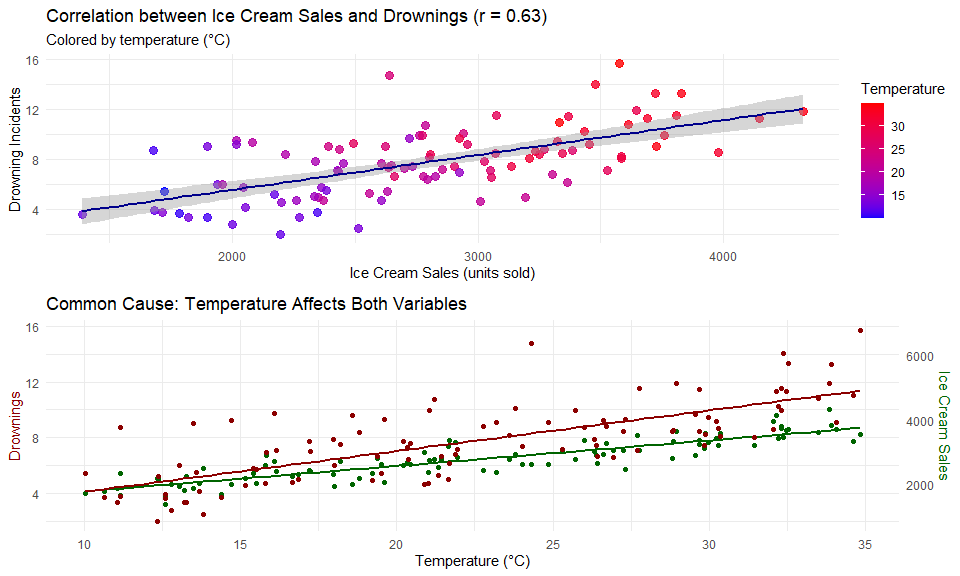 Correlation between Ice Cream Sales and Drownings (r = 0.63)
Colored by temperature (°C)
16
12
8
4
Drowning Incidents
2000 3000 4000
Ice Cream Sales (units sold)
Temperature
30
25
20
15
Common Cause: Temperature Affects Both Variables
16
12
8
4
Drownings
6000
4000
2000
Ice Cream Sales
10 15 20 25 30 35
Temperature (°C)